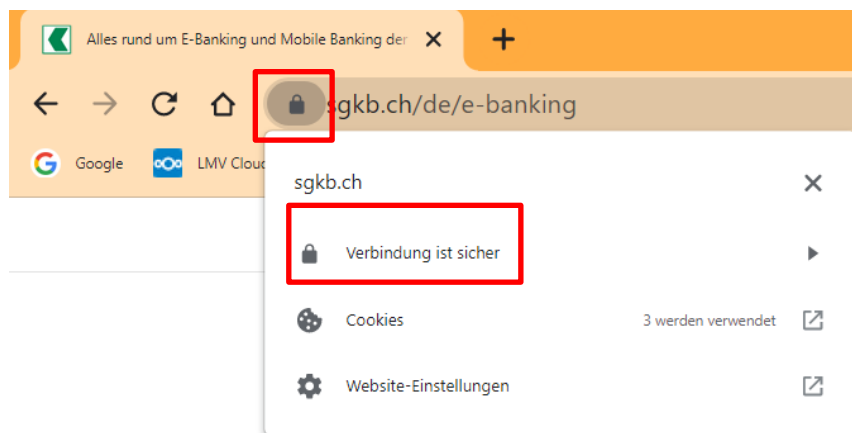 Alles rund um E-Banking und Mobile Banking der
sgkb.ch/de/e-banking
Google LMV Cloud
sgkb.ch
Verbindung ist sicher
Cookies 3 werden verwendet
Website-Einstellungen